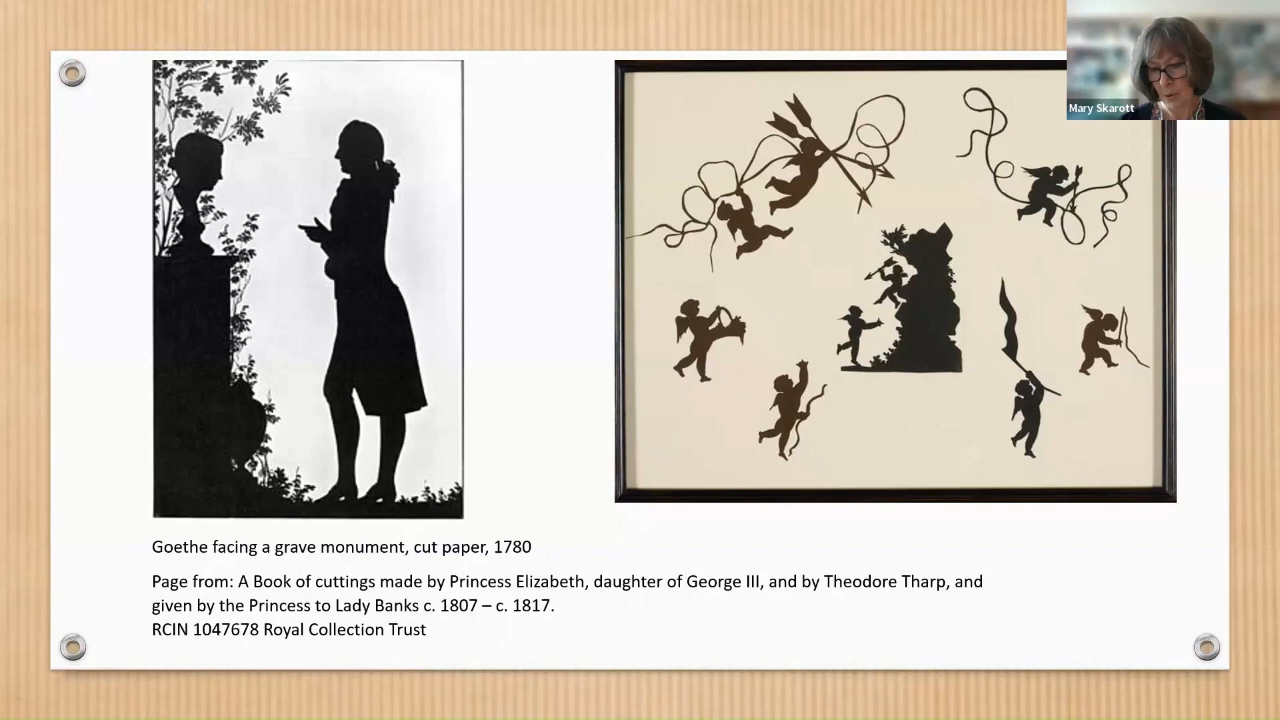 Mary Skarott
Goethe facing a grave monument, cut paper, 1780
Page from: A Book of cuttings made by Princess Elizabeth, daughter of George III, and by Theodore Tharp, and
given by the Princess to Lady Banks c. 1807 – c. 1817.
RCIN 1047678 Royal Collection Trust